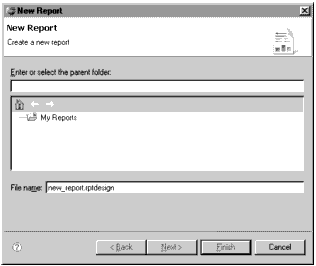 New Report
New Report
Create a new report
Enter or select the parent folder:
My Reports
File name: new_report.rptdesign
? < Back Next > Finish Cancel